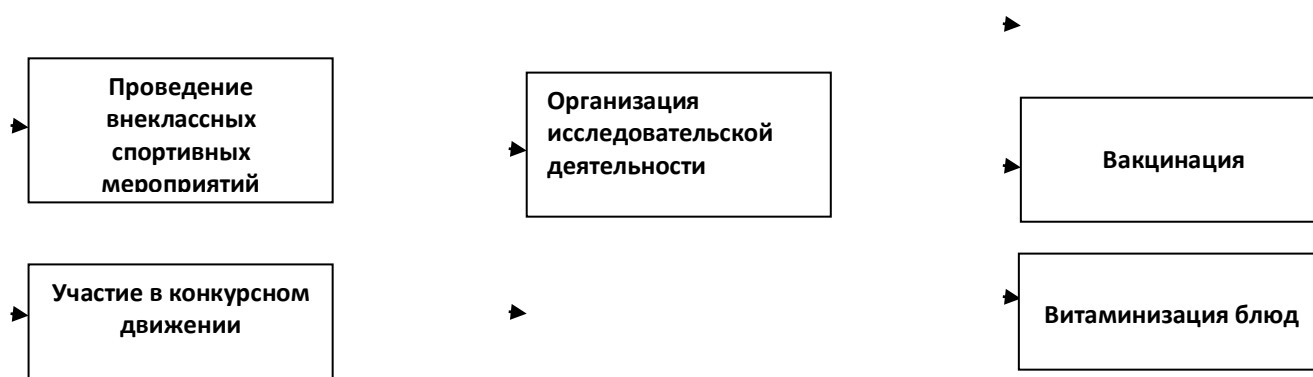 Проведение
внеклассных
спортивных
мероприятий
Организация
исследовательской
деятельности
Вакцинация
Участие в конкурсном
движении
Витаминизация блюд